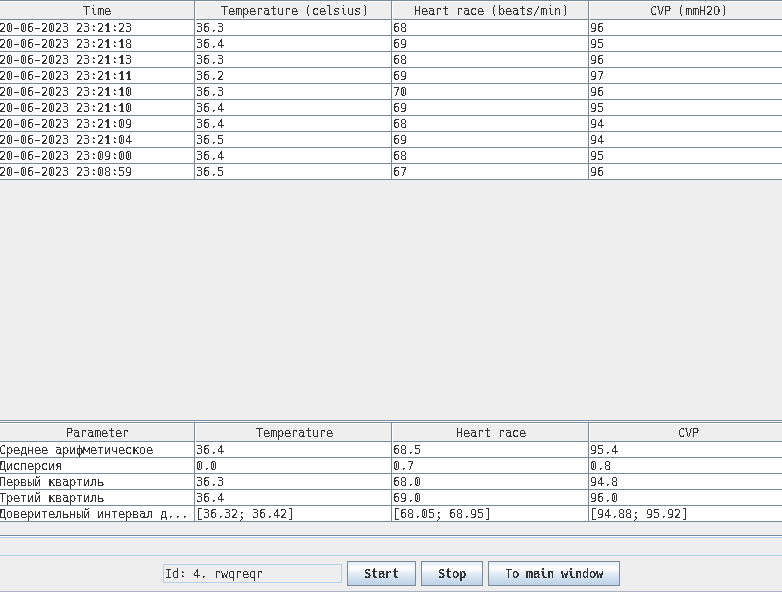 Time Temperature (celsius) Heart race (beats/min) CVP (mmH2O)
20-06-2023 23:21:23 36.3 68 96
20-06-2023 23:21:18 36.4 69 95
20-06-2023 23:21:13 36.3 68 96
20-06-2023 23:21:11 36.2 69 97
20-06-2023 23:21:10 36.3 70 96
20-06-2023 23:21:10 36.4 69 95
20-06-2023 23:21:09 36.4 68 94
20-06-2023 23:21:04 36.5 69 94
20-06-2023 23:09:00 36.4 68 95
20-06-2023 23:08:59 36.5 67 96
Parameter Temperature Heart race CVP
Среднее арифметическое 36.4 68.5 95.4
Дисперсия 0.0 0.7 0.8
Первый квартиль 36.3 68.0 94.8
Третий квартиль 36.4 69.0 96.0
Доверительный интервал д... [36.32; 36.42] [68.05; 68.95] [94.88; 95.92]
Id: 4. rwqreqr Start Stop To main window